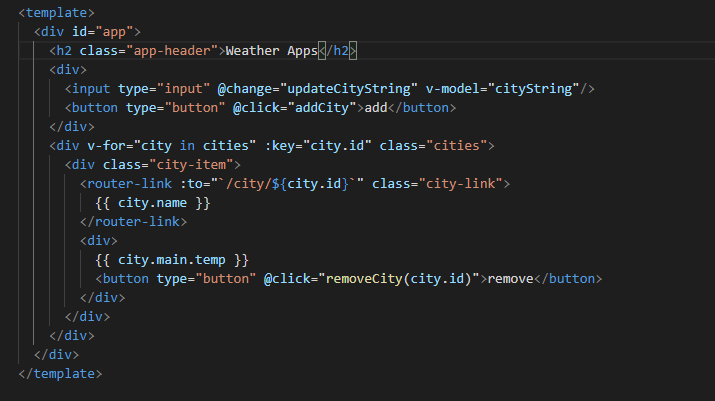 <template>
  <div id="app">
    <h2 class="app-header">Weather Apps</h2>
    <div>
      <input type="input" @change="updateCityString" v-model="cityString"/>
      <button type="button" @click="addCity">add</button>
    </div>
    <div v-for="city in cities" :key="city.id" class="cities">
      <div class="city-item">
        <router-link :to="`/city/${city.id}`" class="city-link">
          {{ city.name }}
        </router-link>
        <div>
          {{ city.main.temp }}
          <button type="button" @click="removeCity(city.id)">remove</button>
        </div>
      </div>
    </div>
  </div>
</template>